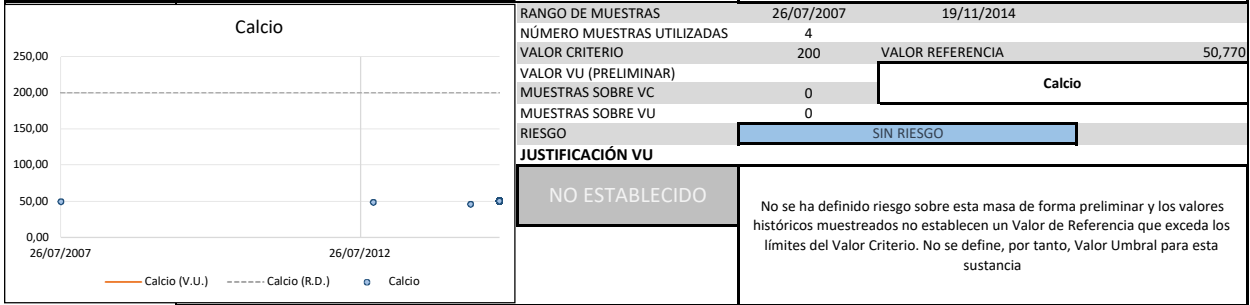 Calcio
250,00
200,00
150,00
100,00
50,00
0,00
26/07/2007 26/07/2012
Calcio (V.U.) Calcio (R.D.) Calcio
RANGO DE MUESTRAS 26/07/2007 19/11/2014
NÚMERO MUESTRAS UTILIZADAS 4
VALOR CRITERIO 200 VALOR REFERENCIA 50,770
VALOR VU (PRELIMINAR)
Calcio
MUESTRAS SOBRE VC 0
MUESTRAS SOBRE VU 0
RIESGO SIN RIESGO
JUSTIFICACIÓN VU
NO ESTABLECIDO
No se ha definido riesgo sobre esta masa de forma preliminar y los valores
históricos muestreados no establecen un Valor de Referencia que exceda los
límites del Valor Criterio. No se define, por tanto, Valor Umbral para esta
sustancia